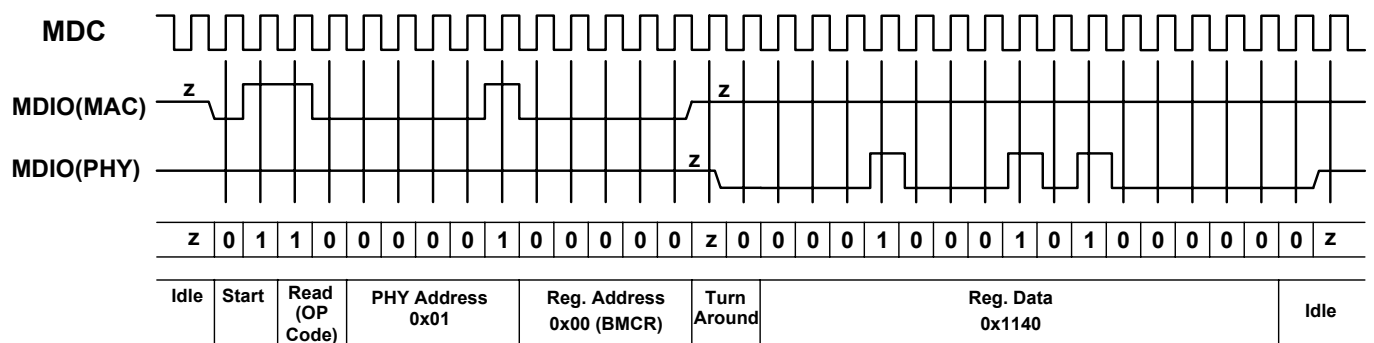 MDC
z
z
MDIO(MAC)
z
MDIO(PHY)
z 0 1 1 0 0 0 0 0 1 0 0 0 0 0 z 0 0 0 0 1 0 0 0 1 0 1 0 0 0 0 0 0 z
Idle
Start
Read
(OP
Code)
PHY Address
0x01
Reg. Address
0x00 (BMCR)
Turn
Around
Reg. Data
0x1140
Idle